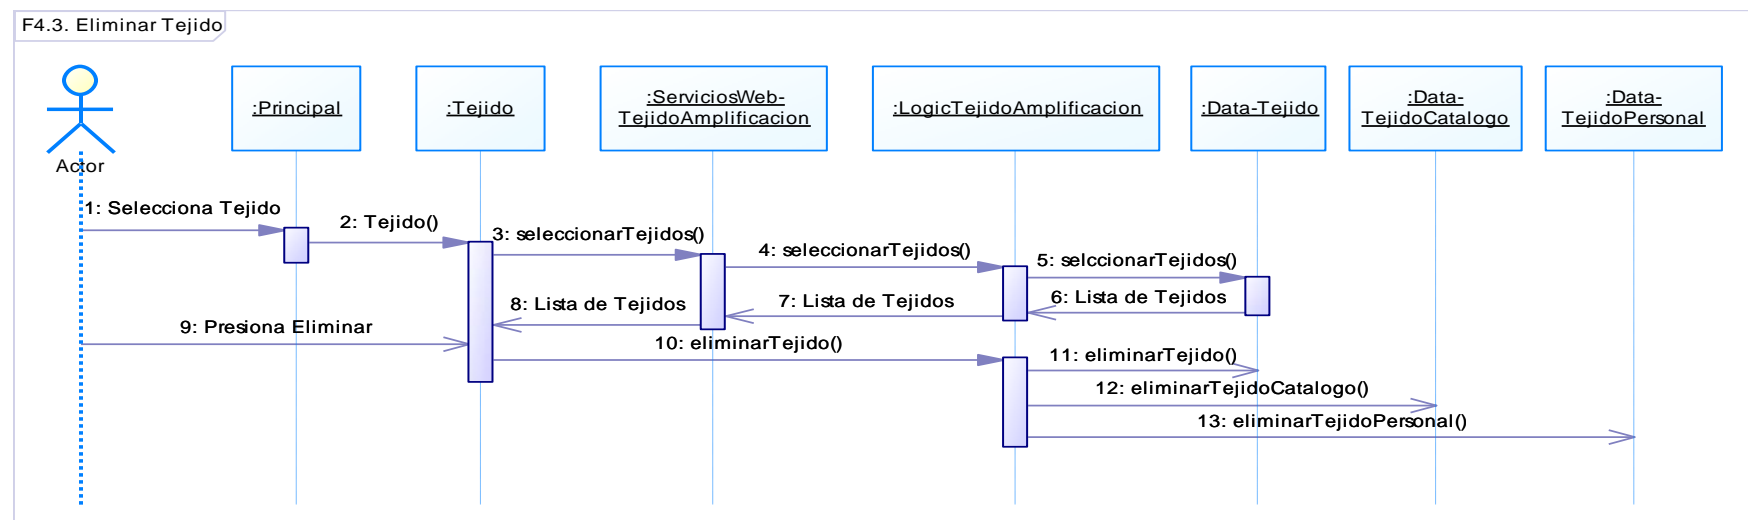 F4.3. Eliminar Tejido
Actor
:Principal
:Tejido
:ServiciosWeb-
TejidoAmplificacion
:LogicTejidoAmplificacion
:Data-Tejido
:Data-
TejidoCatalogo
:Data-
TejidoPersonal
1: Selecciona Tejido
2: Tejido()
3: seleccionarTejidos()
4: seleccionarTejidos()
5: selccionarTejidos()
6: Lista de Tejidos
7: Lista de Tejidos
8: Lista de Tejidos
9: Presiona Eliminar
10: eliminarTejido()
11: eliminarTejido()
12: eliminarTejidoCatalogo()
13: eliminarTejidoPersonal()